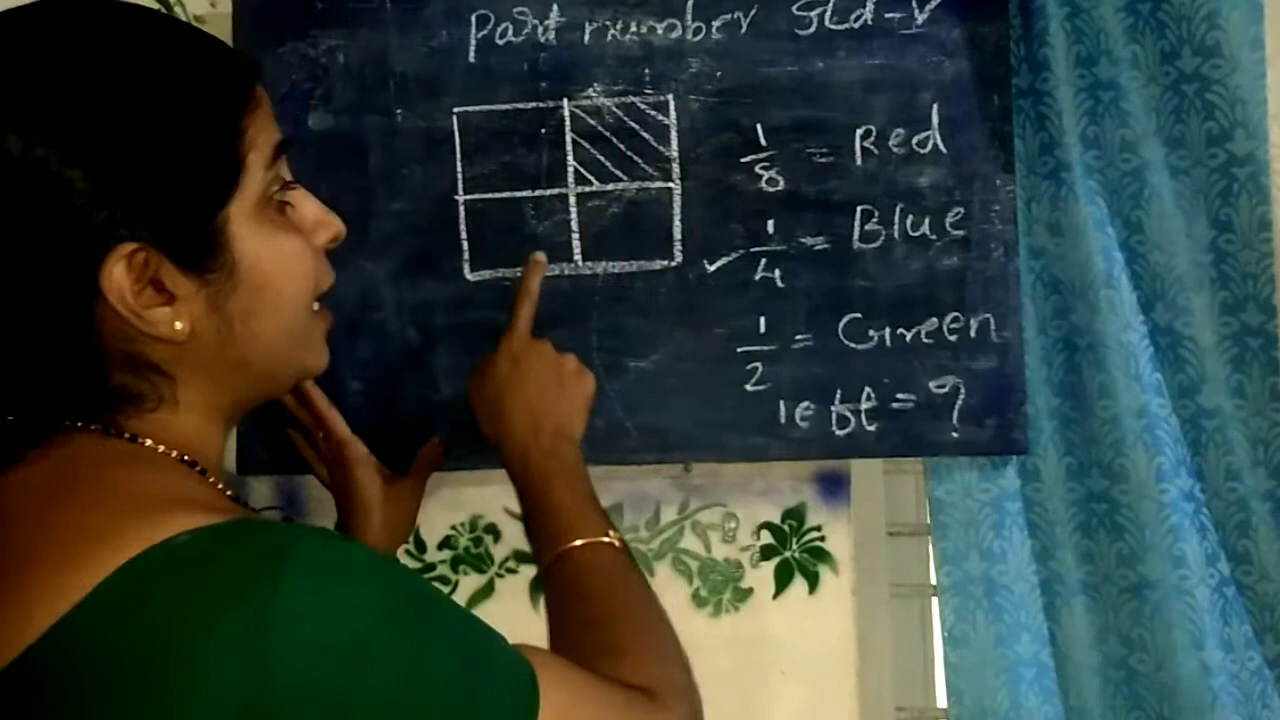 Part number Std-V
1/8 = Red
✓ 1/4 = Blue
1/2 = Green
left = ?